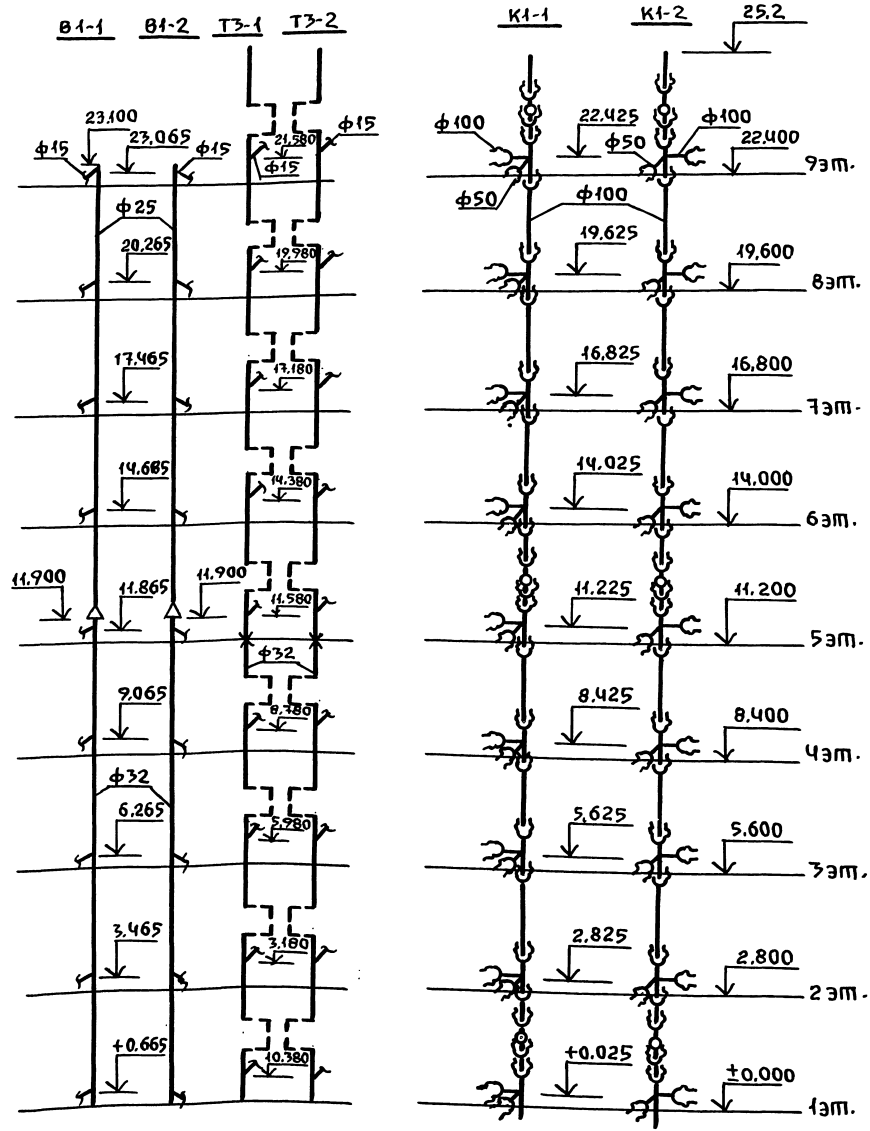 В1-1 В1-2 Т3-1 Т3-2 К1-1 К1-2 25,2
23,100
23,065
ф15 ф15
21,580
ф15
ф15
ф100 22,425 ф100
ф50 22,400
ф50
9эт.
ф25
ф100
20,265 19,980 19,625 19,600
8эт.
17,465 17,180 16,825 16,800
7эт.
14,665 14,380 14,025 14,000
6эт.
11,900 11,865 11,900 11,580 11,225 11,200
5эт.
ф32
9,065 8,780 8,425 8,400
4эт.
ф32
6,265 5,980 5,625 5,600
3эт.
3,465 3,180 2,825 2,800
2эт.
+0.665 10.380 +0.025 ±0.000
1эт.